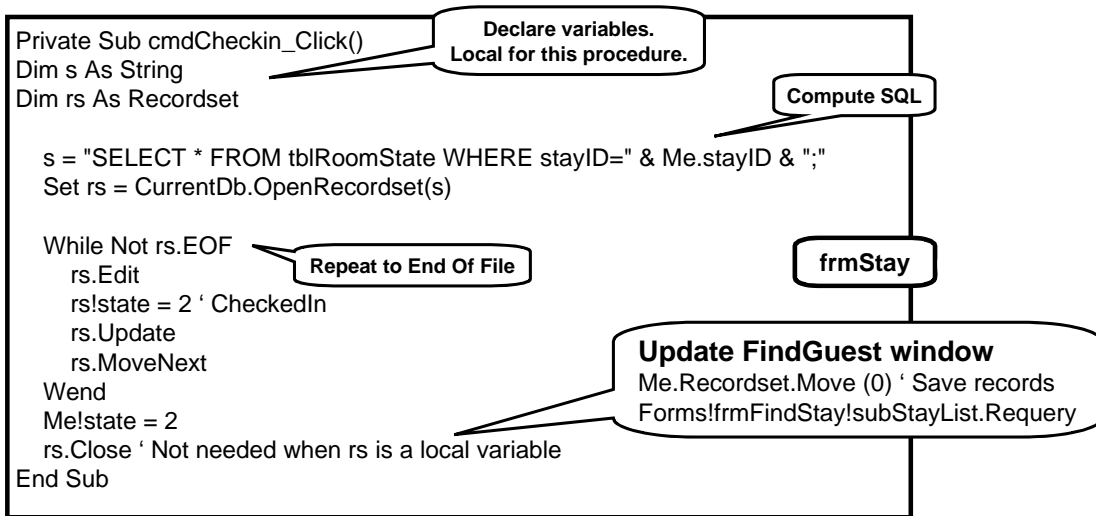 Private Sub cmdCheckin_Click()
Dim s As String
Dim rs As Recordset
Declare variables.
Local for this procedure.
Compute SQL
s = "SELECT * FROM tblRoomState WHERE stayID=" & Me.stayID & ";"
Set rs = CurrentDb.OpenRecordset(s)
While Not rs.EOF
Repeat to End Of File
frmStay
rs.Edit
rs!state = 2 ‘ CheckedIn
rs.Update
rs.MoveNext
Wend
Me!state = 2
rs.Close ‘ Not needed when rs is a local variable
End Sub
Update FindGuest window
Me.Recordset.Move (0) ‘ Save records
Forms!frmFindStay!subStayList.Requery